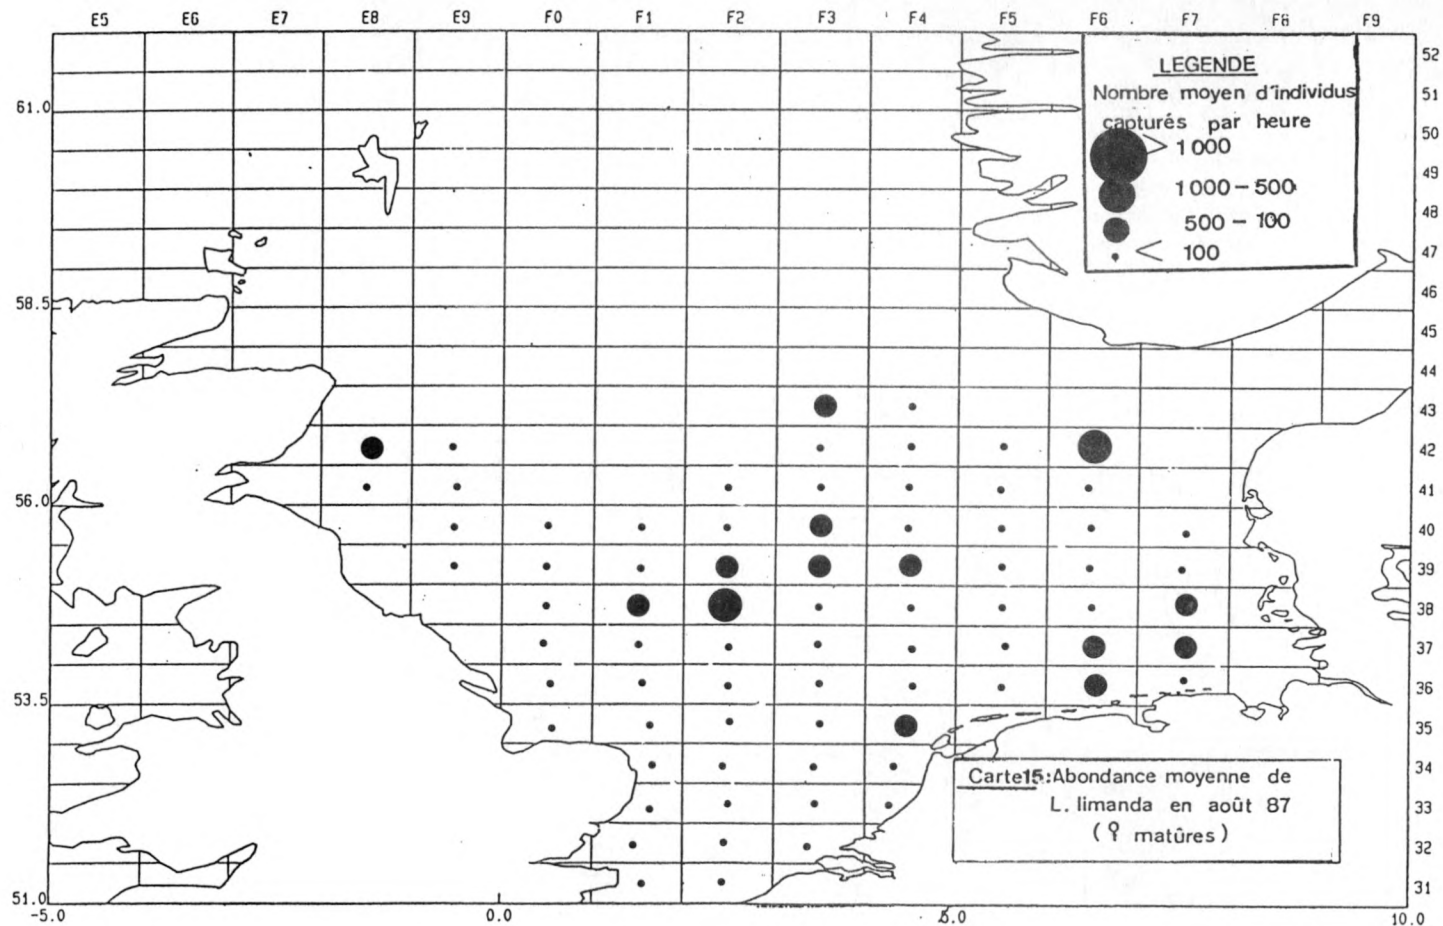 E5 E6 E7 E8 E9 F0 F1 F2 F3 F4 F5 F6 F7 F8 F9
LEGENDE
Nombre moyen d'individus
capturés par heure
> 1000
1000 – 500
500 – 100
< 100
52
51
50
49
48
47
46
45
44
43
42
41
40
39
38
37
36
35
34
33
32
31
61.0
58.5
56.0
53.5
51.0
Carte 15: Abondance moyenne de
L. limanda en août 87
(♀ matûres)
-5.0 0.0 5.0 10.0